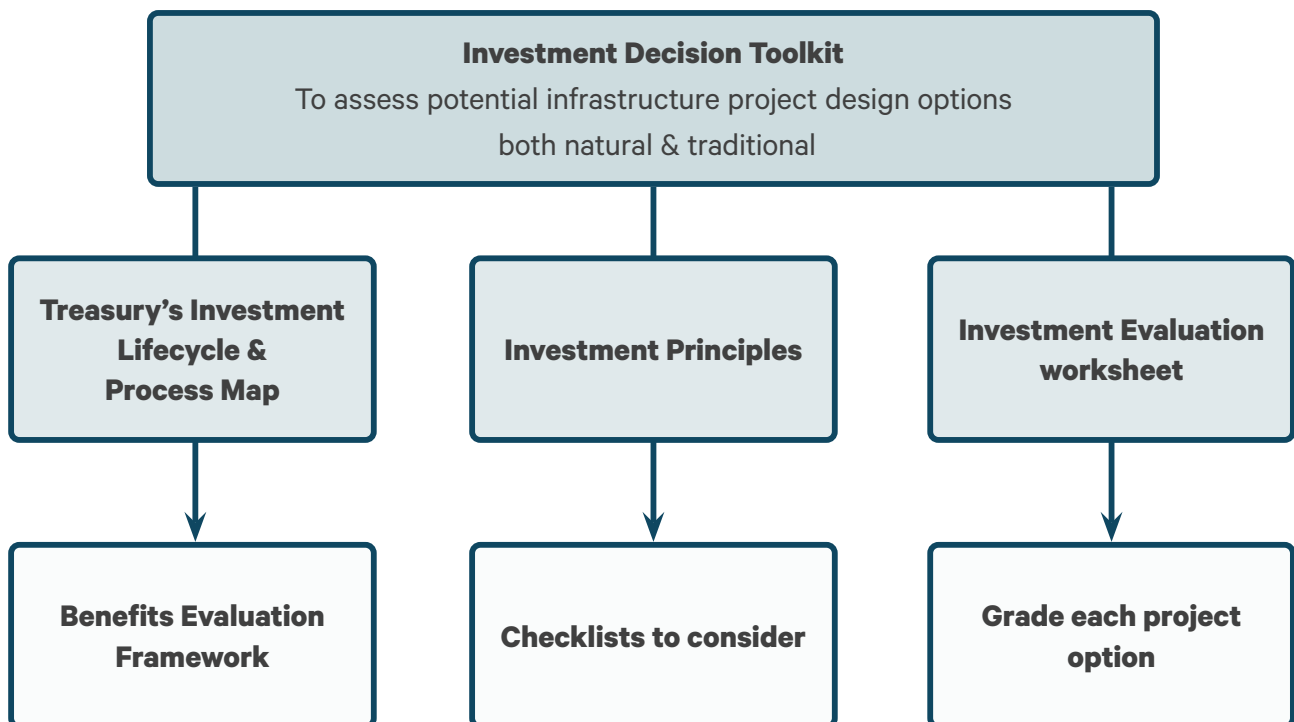 Investment Decision Toolkit
To assess potential infrastructure project design options
both natural & traditional
Treasury’s Investment
Lifecycle &
Process Map
Investment Principles
Investment Evaluation
worksheet
Benefits Evaluation
Framework
Checklists to consider
Grade each project
option